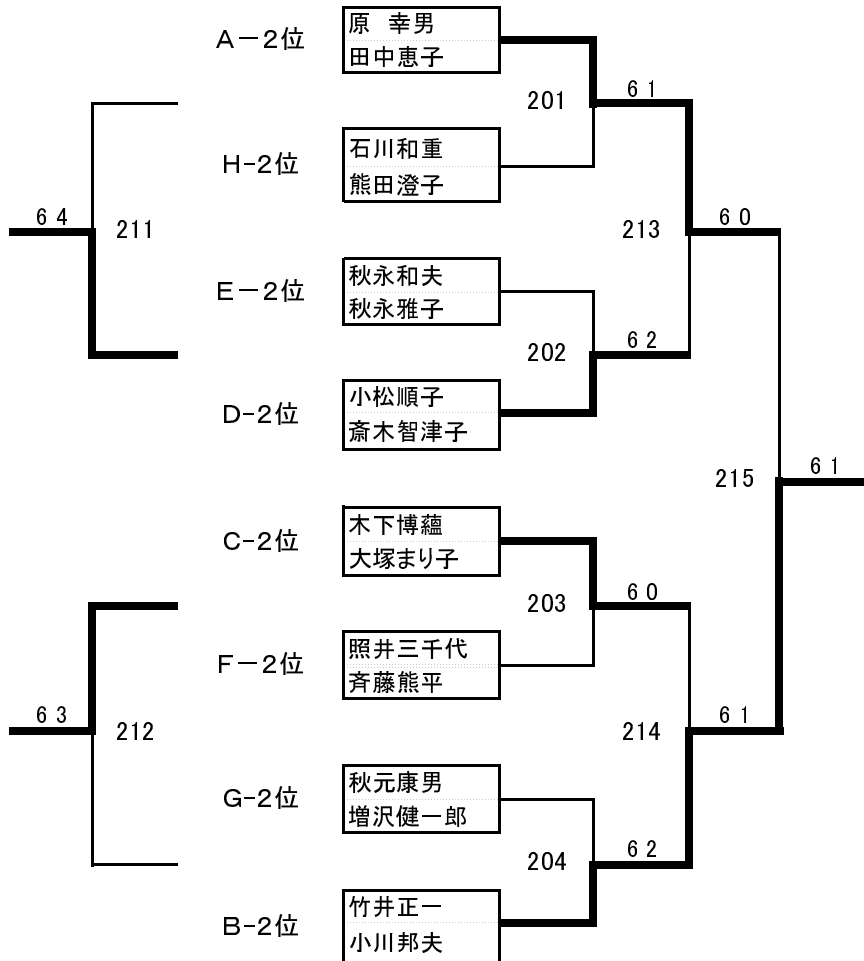 A－2位
原　幸男
田中恵子
201
6 1
H-2位
石川和重
熊田澄子
6 4
211
213
6 0
E－2位
秋永和夫
秋永雅子
202
6 2
D-2位
小松順子
斎木智津子
215
6 1
C-2位
木下博蘊
大塚まり子
203
6 0
F－2位
照井三千代
斉藤熊平
6 3
212
214
6 1
G-2位
秋元康男
増沢健一郎
204
6 2
B-2位
竹井正一
小川邦夫